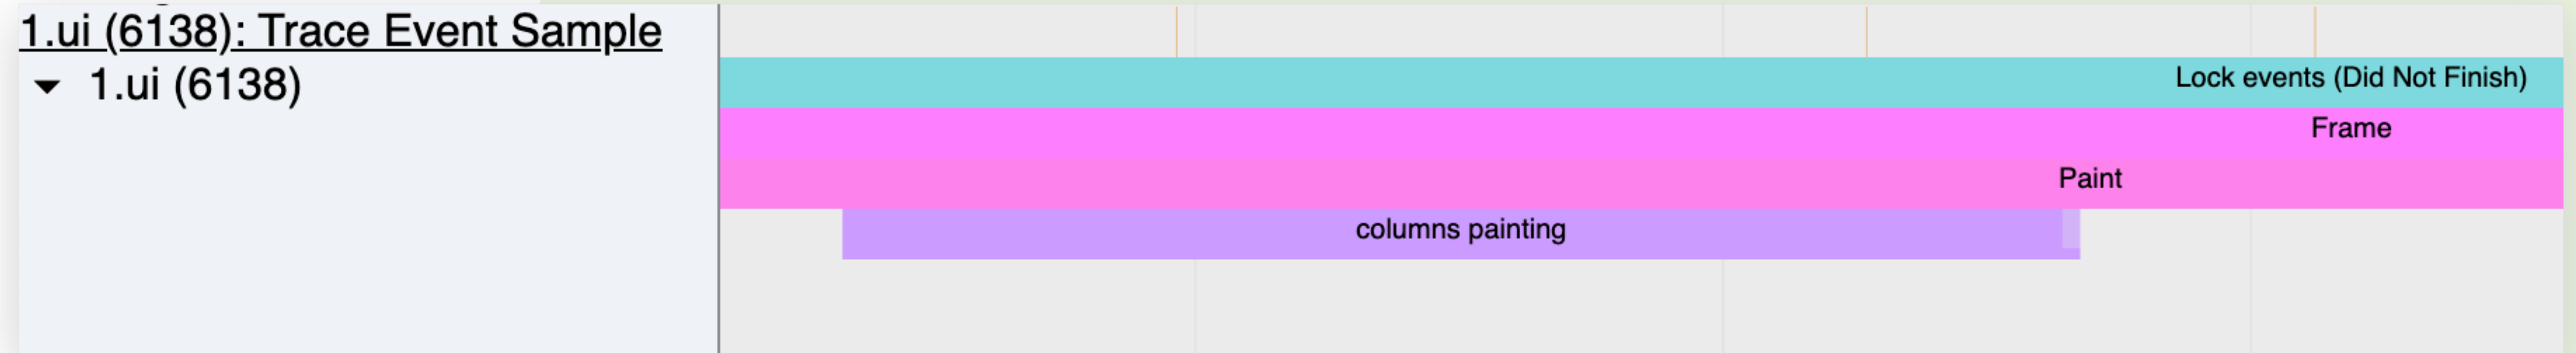 1.ui (6138): Trace Event Sample
1.ui (6138)
Lock events (Did Not Finish)
Frame
Paint
columns painting